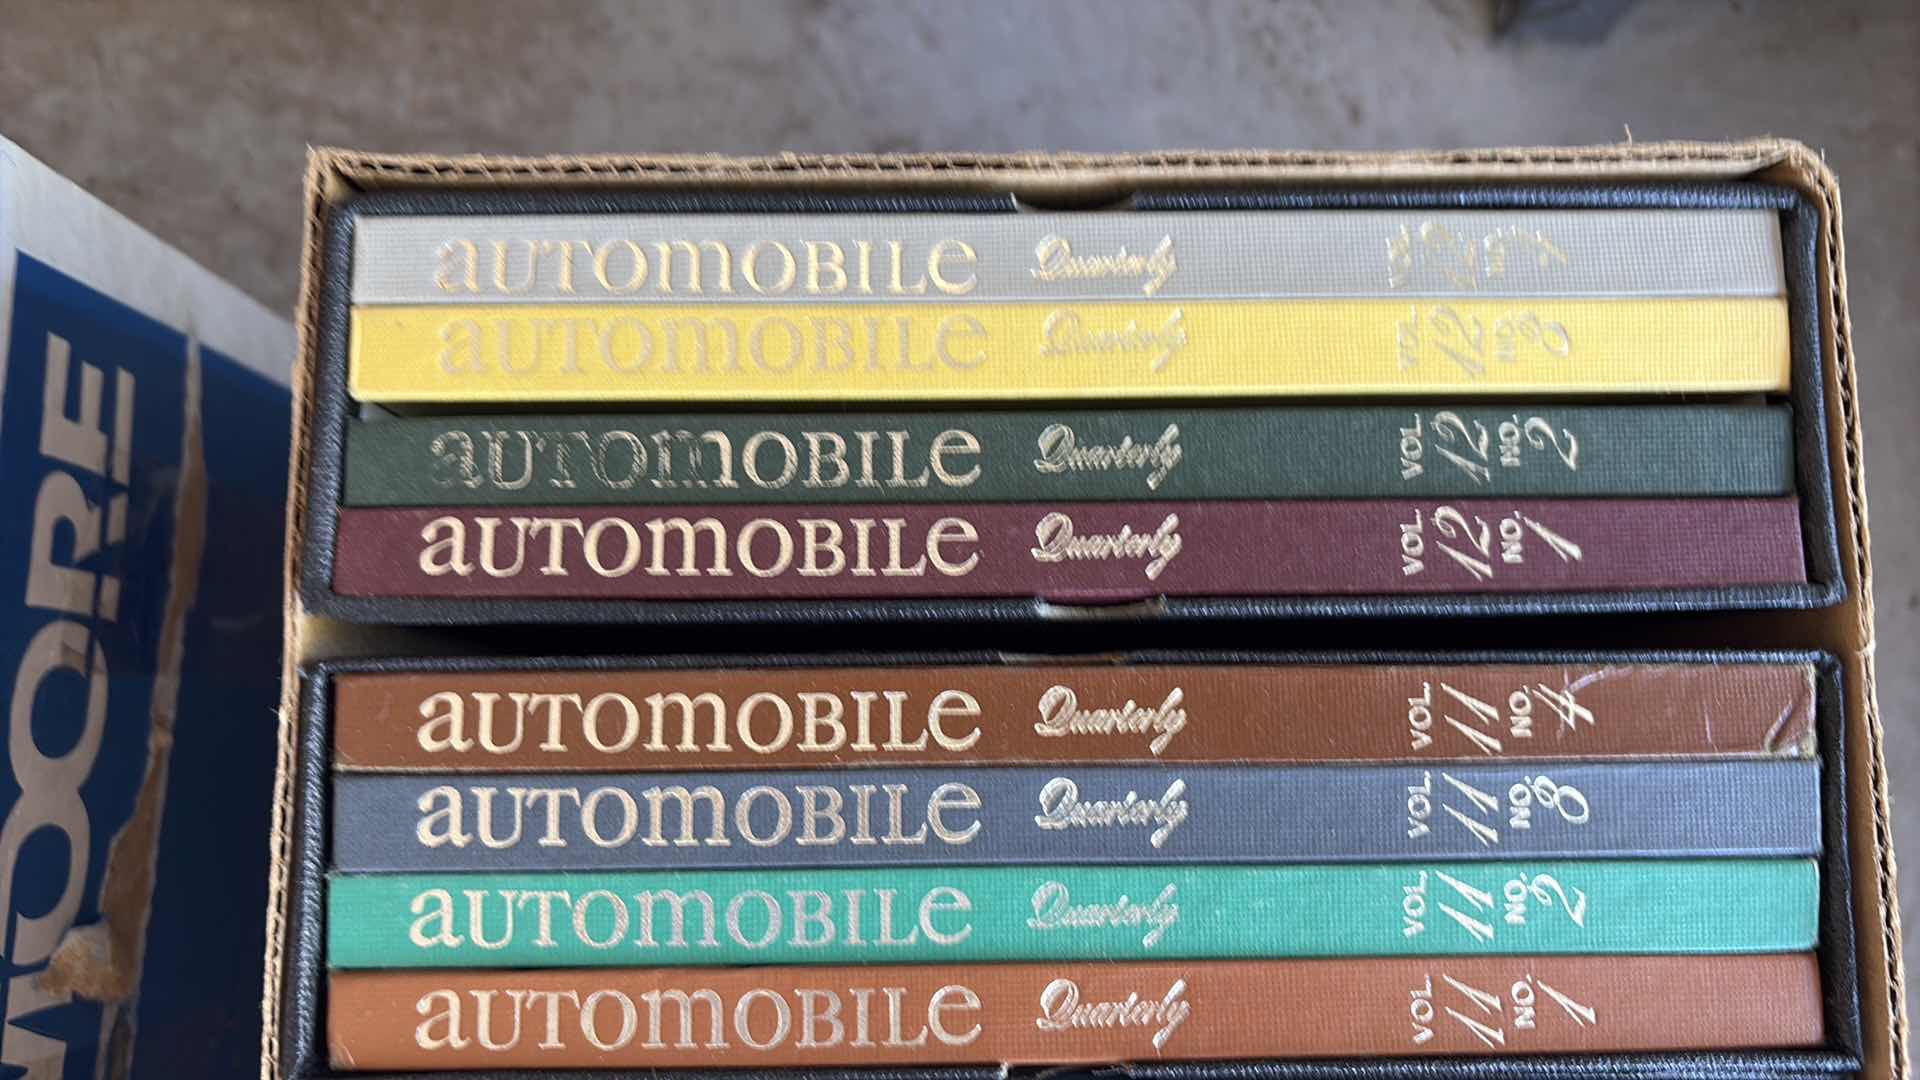 AUTOMOBILE Quarterly VOL. 12 NO.
AUTOMOBILE Quarterly VOL. 12 NO. 3
AUTOMOBILE Quarterly VOL. 12 NO. 2
AUTOMOBILE Quarterly VOL. 12 NO. 1
AUTOMOBILE Quarterly VOL. 11 NO. 4
AUTOMOBILE Quarterly VOL. 11 NO. 3
AUTOMOBILE Quarterly VOL. 11 NO. 2
AUTOMOBILE Quarterly VOL. 11 NO. 1
MOORE